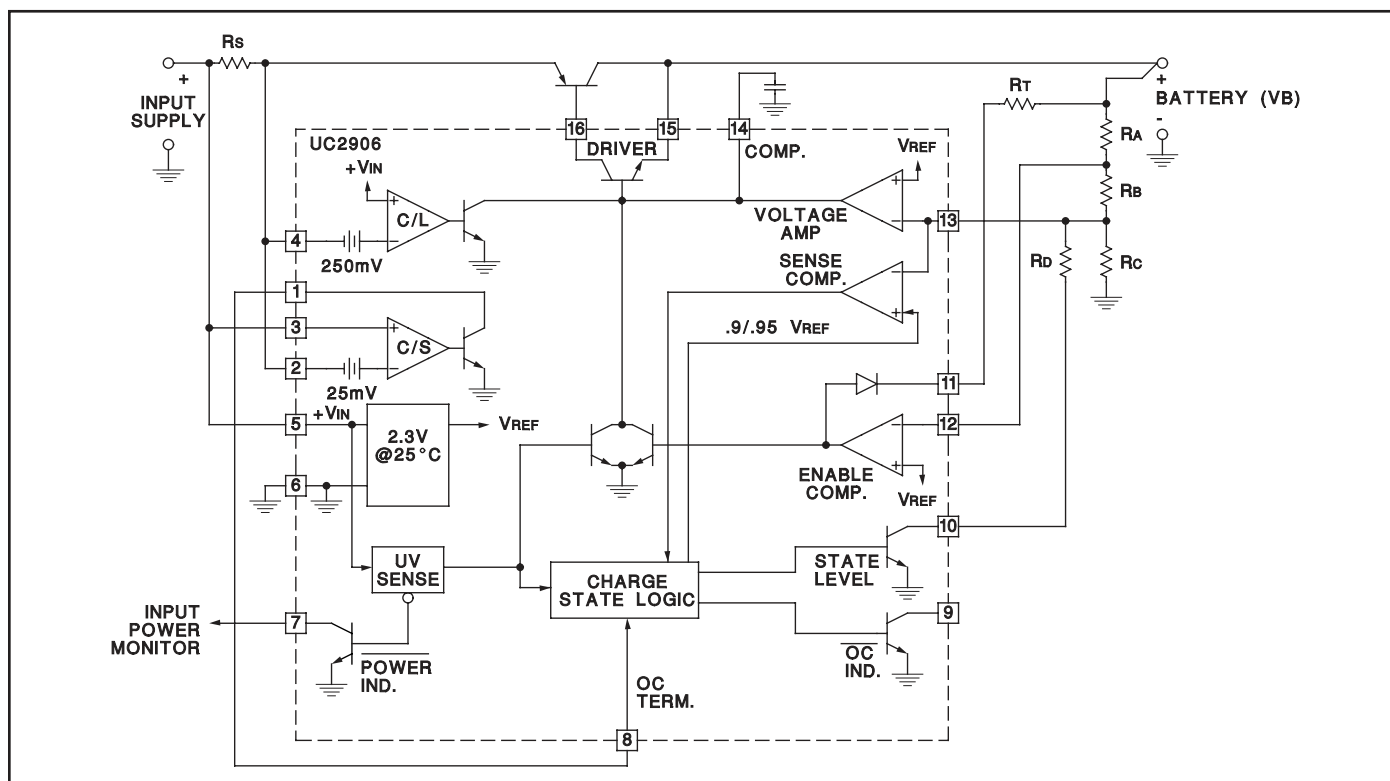 RS
+
INPUT
SUPPLY
RT
+
BATTERY (VB)
-
RA
RB
RC
RD
16
15
14
UC2906
DRIVER
COMP.
+VIN
VREF
+
C/L
-
4
250mV
+
-
VOLTAGE
AMP
13
1
SENSE
COMP.
-
+
3
+
C/S
-
2
25mV
.9/.95 VREF
11
5
+VIN
2.3V
@25°C
VREF
12
-
+
6
ENABLE
COMP.
VREF
10
UV
SENSE
CHARGE
STATE LOGIC
STATE
LEVEL
INPUT
POWER
MONITOR
7
POWER
IND.
9
OC
IND.
OC
TERM.
8